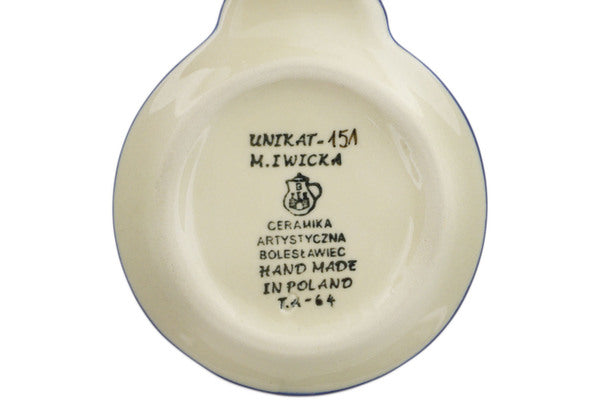 UNIKAT-151
M.IWICKA
CERAMIKA
ARTYSTYCZNA
BOLESŁAWIEC
HAND MADE
IN POLAND
T.A-64